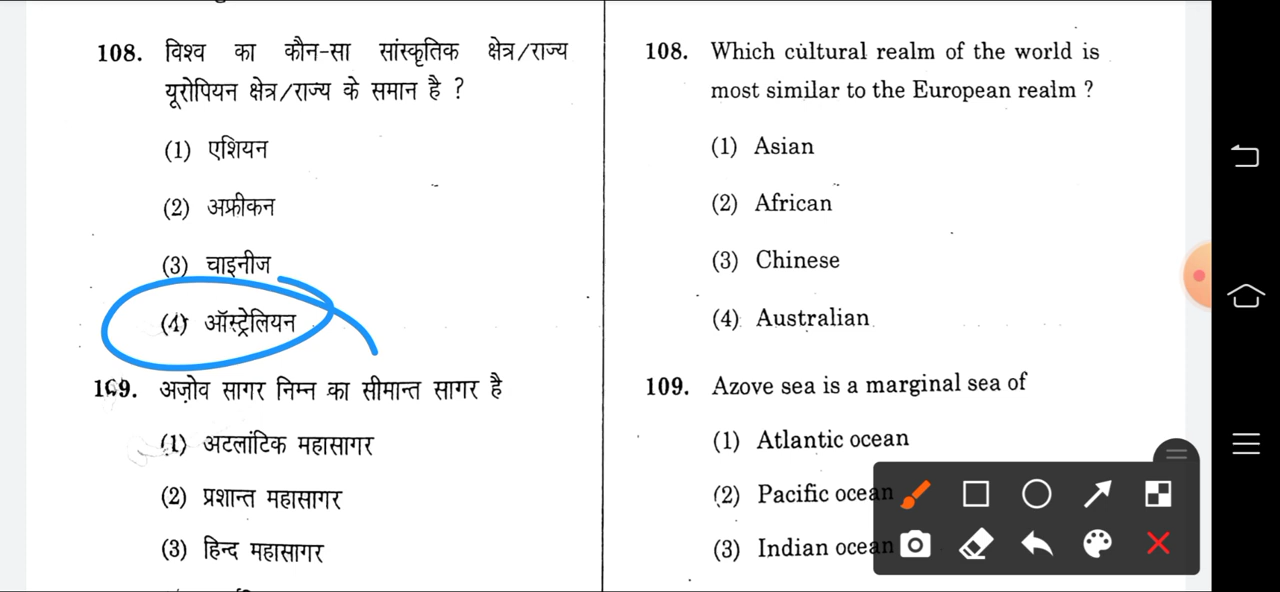 108. विश्व का कौन-सा सांस्कृतिक क्षेत्र/राज्य
यूरोपियन क्षेत्र/राज्य के समान है ?
(1) एशियन
(2) अफ्रीकन
(3) चाइनीज
(4) ऑस्ट्रेलियन
109. अज़ोव सागर निम्न का सीमान्त सागर है
(1) अटलांटिक महासागर
(2) प्रशान्त महासागर
(3) हिन्द महासागर
108. Which cultural realm of the world is
most similar to the European realm ?
(1) Asian
(2) African
(3) Chinese
(4) Australian
109. Azove sea is a marginal sea of
(1) Atlantic ocean
(2) Pacific ocean
(3) Indian ocean